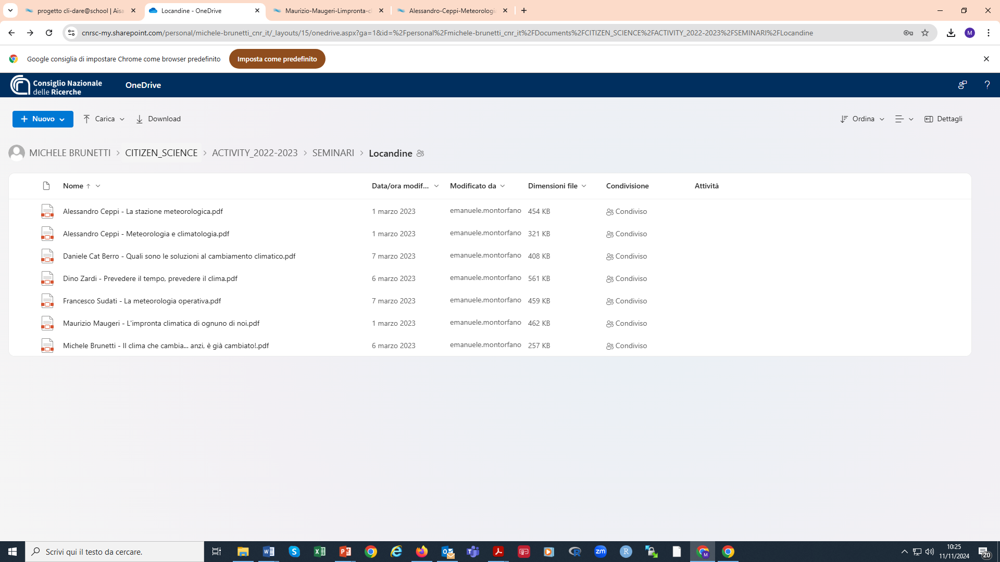 progetto cli-dare@school | Aisa
Locandine - OneDrive
Maurizio-Maugeri-Limpronta-cl
Alessandro-Ceppi-Meteorologia
cnrsc-my.sharepoint.com/personal/michele-brunetti_cnr_it/_layouts/15/onedrive.aspx?ga=1&id=%2Fpersonal%2Fmichele-brunetti_cnr_it%2FDocuments%2FCITIZEN_SCIENCE%2FACTIVITY_2022-2023%2FSEMINARI%2FLocandine
M
Google consiglia di impostare Chrome come browser predefinito
Imposta come predefinito
Consiglio Nazionale
delle Ricerche
OneDrive
?
Nuovo
Carica
Download
Ordina
Dettagli
MICHELE BRUNETTI > CITIZEN_SCIENCE > ACTIVITY_2022-2023 > SEMINARI > Locandine
Nome Data/ora modif... Modificato da Dimensioni file Condivisione Attività
Alessandro Ceppi - La stazione meteorologica.pdf 1 marzo 2023 emanuele.montorfano 454 KB Condiviso
Alessandro Ceppi - Meteorologia e climatologia.pdf 1 marzo 2023 emanuele.montorfano 321 KB Condiviso
Daniele Cat Berro - Quali sono le soluzioni al cambiamento climatico.pdf 7 marzo 2023 emanuele.montorfano 408 KB Condiviso
Dino Zardi - Prevedere il tempo, prevedere il clima.pdf 6 marzo 2023 emanuele.montorfano 561 KB Condiviso
Francesco Sudati - La meteorologia operativa.pdf 7 marzo 2023 emanuele.montorfano 459 KB Condiviso
Maurizio Maugeri - L'impronta climatica di ognuno di noi.pdf 1 marzo 2023 emanuele.montorfano 462 KB Condiviso
Michele Brunetti - Il clima che cambia... anzi, è già cambiato!.pdf 6 marzo 2023 emanuele.montorfano 257 KB Condiviso
Scrivi qui il testo da cercare.
zm
R
10:25
11/11/2024
20